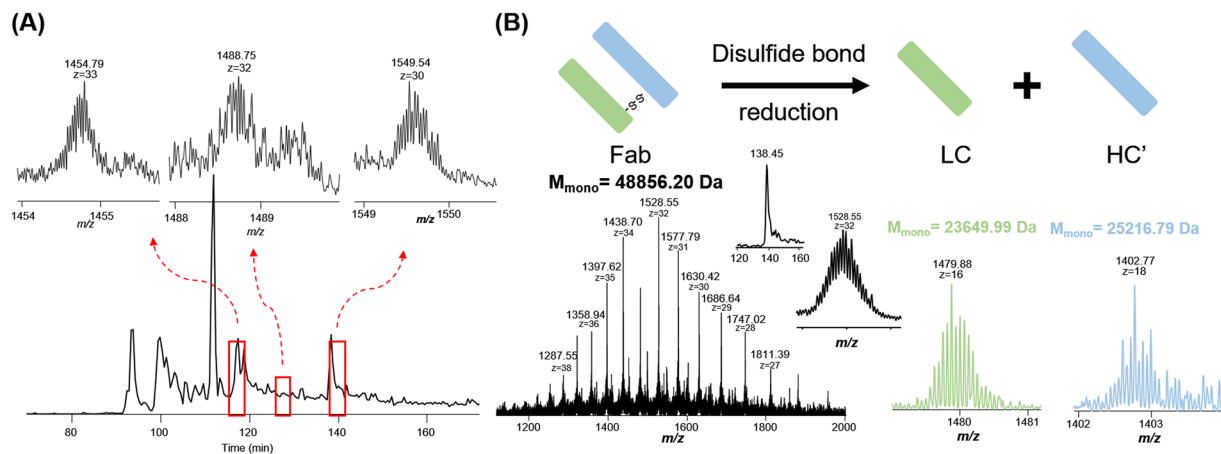 (A)
1454.79
z=33
1488.75
z=32
1549.54
z=30
1454
1455
m/z
1488
1489
m/z
1549
1550
m/z
80
100
120
140
160
Time (min)
(B)
-s-s-
Disulfide bond
reduction
Fab
LC
HC’
Mmono= 48856.20 Da
138.45
120
140
160
1528.55
z=32
m/z
1287.55
z=38
1358.94
z=36
1397.62
z=35
1438.70
z=34
1528.55
z=32
1577.79
z=31
1630.42
z=30
1686.64
z=29
1747.02
z=28
1811.39
z=27
1200
1400
1600
1800
2000
m/z
Mmono= 23649.99 Da
1479.88
z=16
1480
1481
m/z
Mmono= 25216.79 Da
1402.77
z=18
1402
1403
m/z